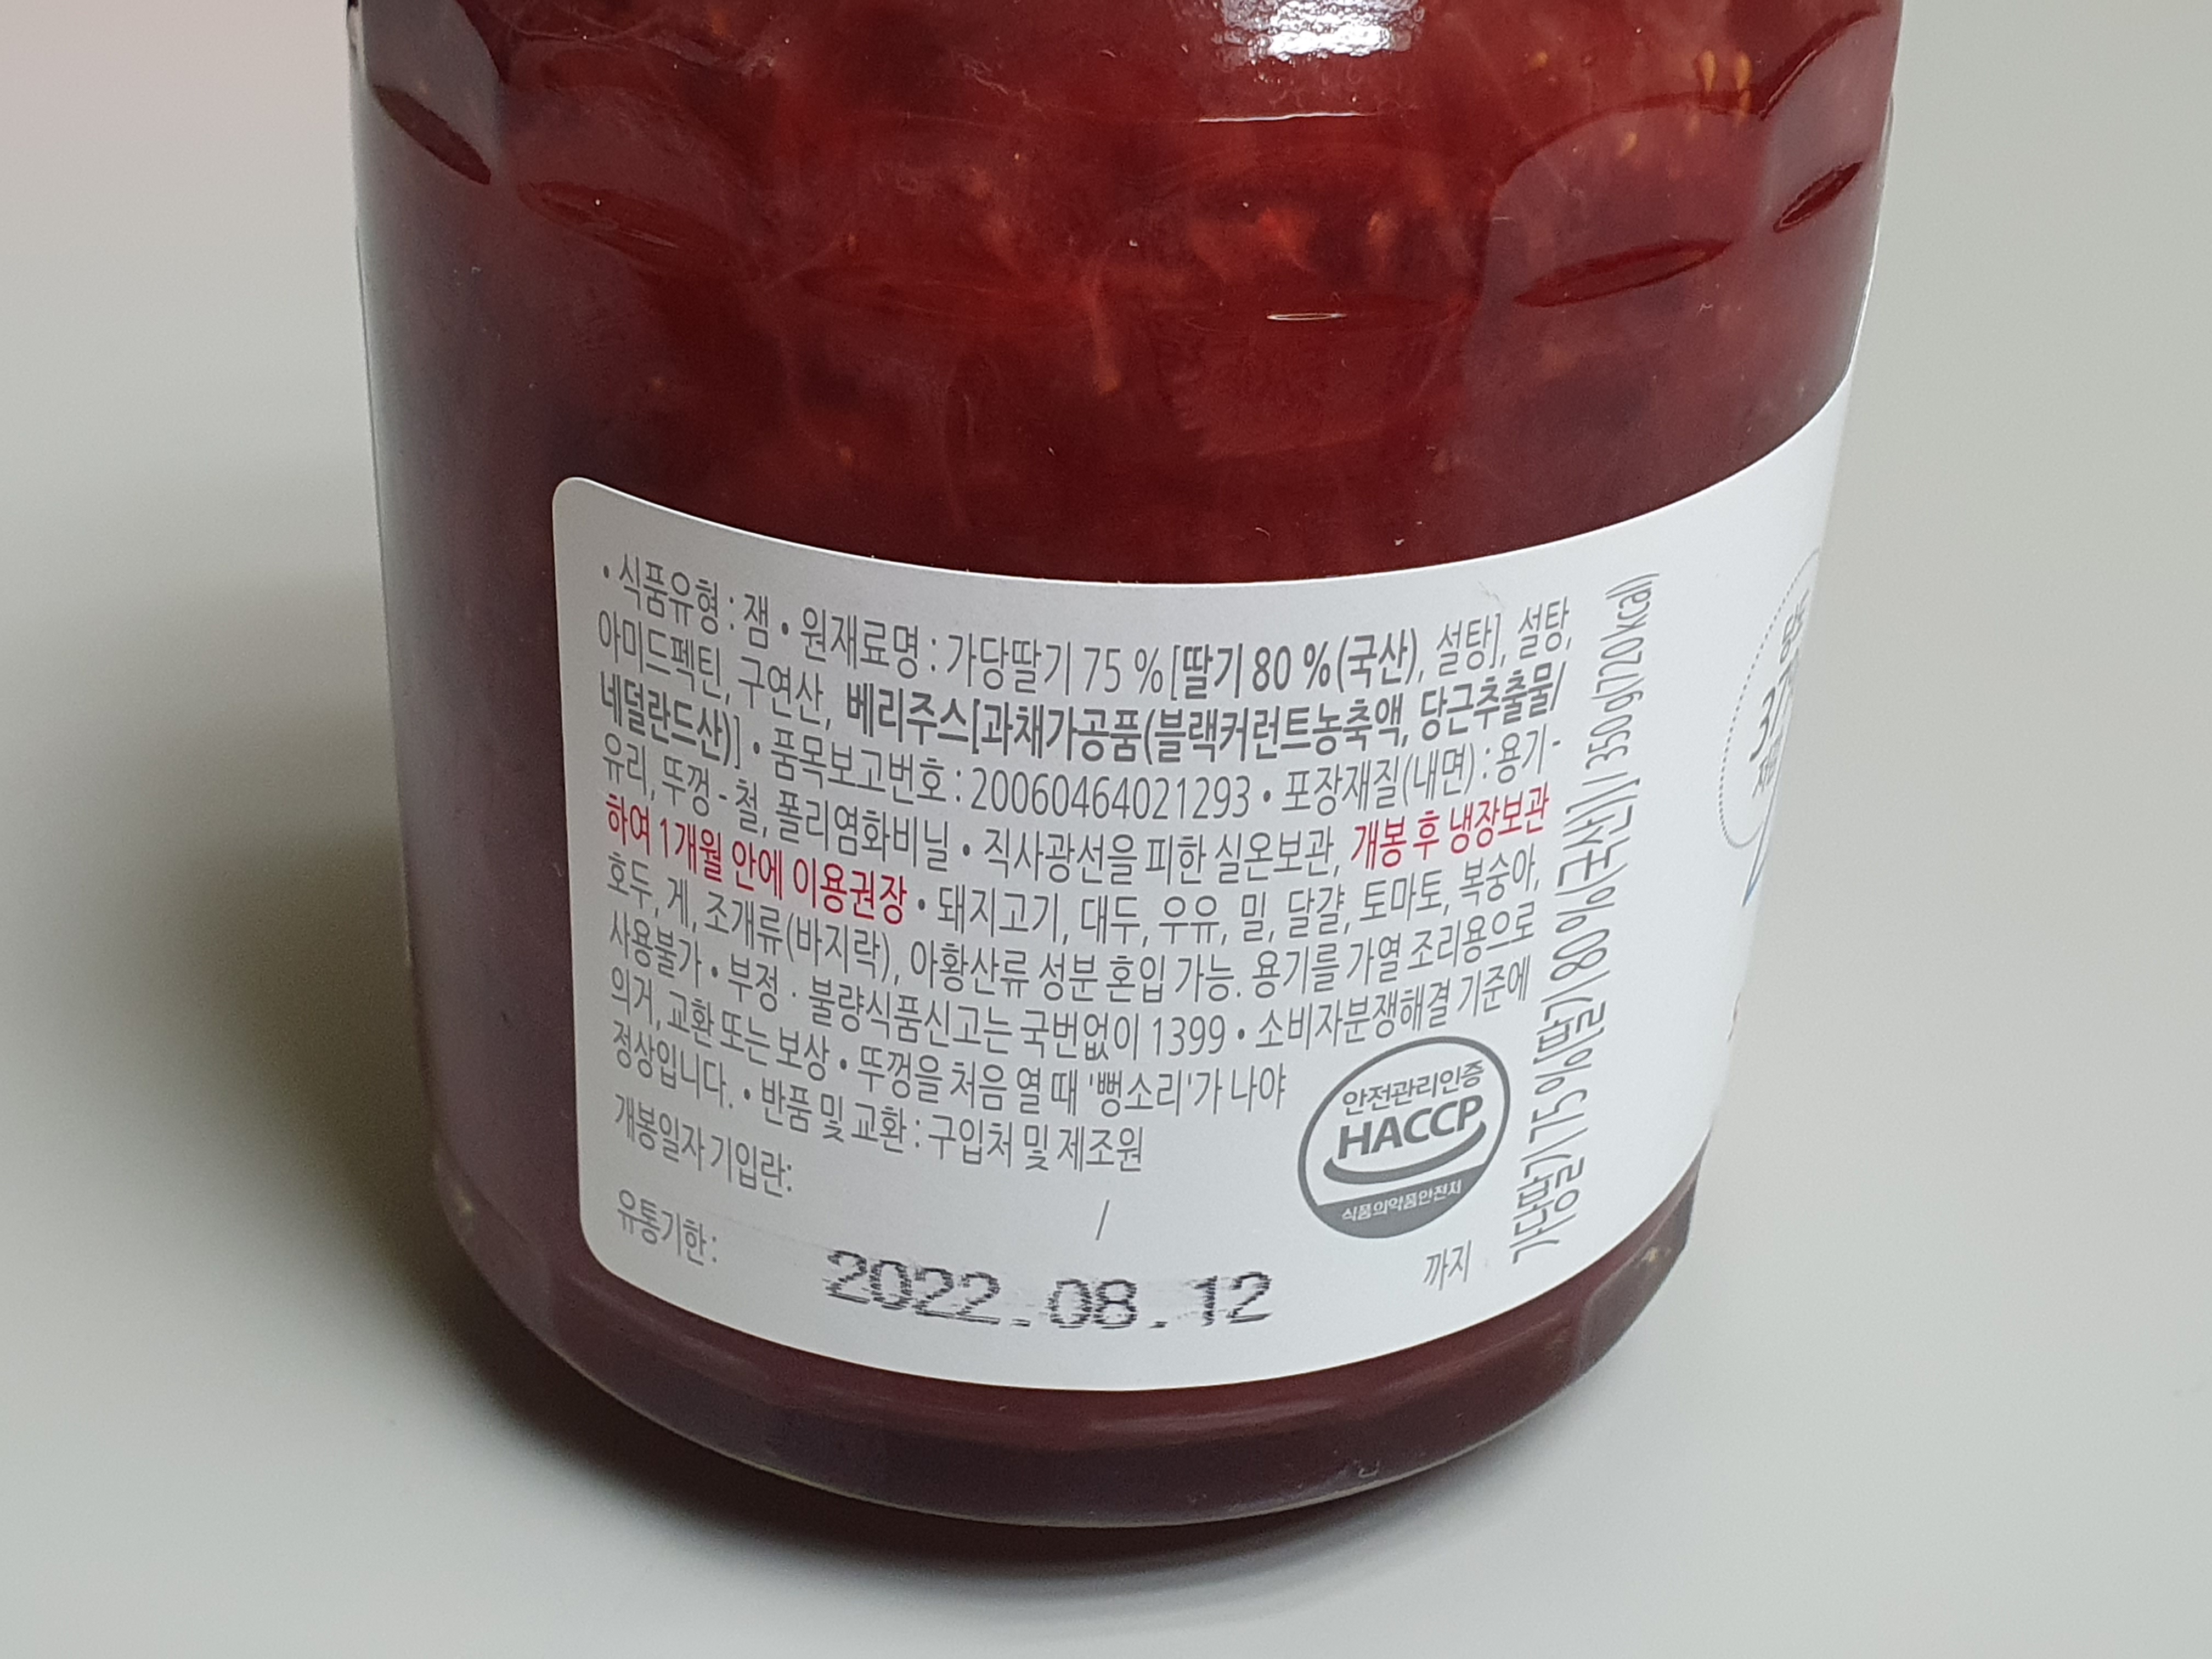 • 식품유형 : 잼 • 원재료명 : 가당딸기 75 % [딸기 80 % (국산), 설탕], 설탕,
아미드펙틴, 구연산, 베리주스[과채가공품(블랙커런트농축액, 당근추출물/
네덜란드산)] • 품목보고번호 : 20060464021293 • 포장재질(내면) : 용기-
유리, 뚜껑 - 철, 폴리염화비닐 • 직사광선을 피한 실온보관, 개봉 후 냉장보관
하여 1개월 안에 이용권장 • 돼지고기, 대두, 우유, 밀, 달걀, 토마토, 복숭아,
호두, 게, 조개류(바지락), 아황산류 성분 혼입 가능. 용기를 가열 조리용으로
사용불가 • 부정 · 불량식품신고는 국번없이 1399 • 소비자분쟁해결 기준에
의거, 교환 또는 보상 • 뚜껑을 처음 열 때 '뻥소리'가 나야
정상입니다. • 반품 및 교환 : 구입처 및 제조원
개봉일자 기입란:
/
유통기한 :
2022.08.12
까지
안전관리인증
HACCP
식품의약품안전처
가당딸기 75 %[딸기 80 %(국산)] / 350 g(720 kcal)